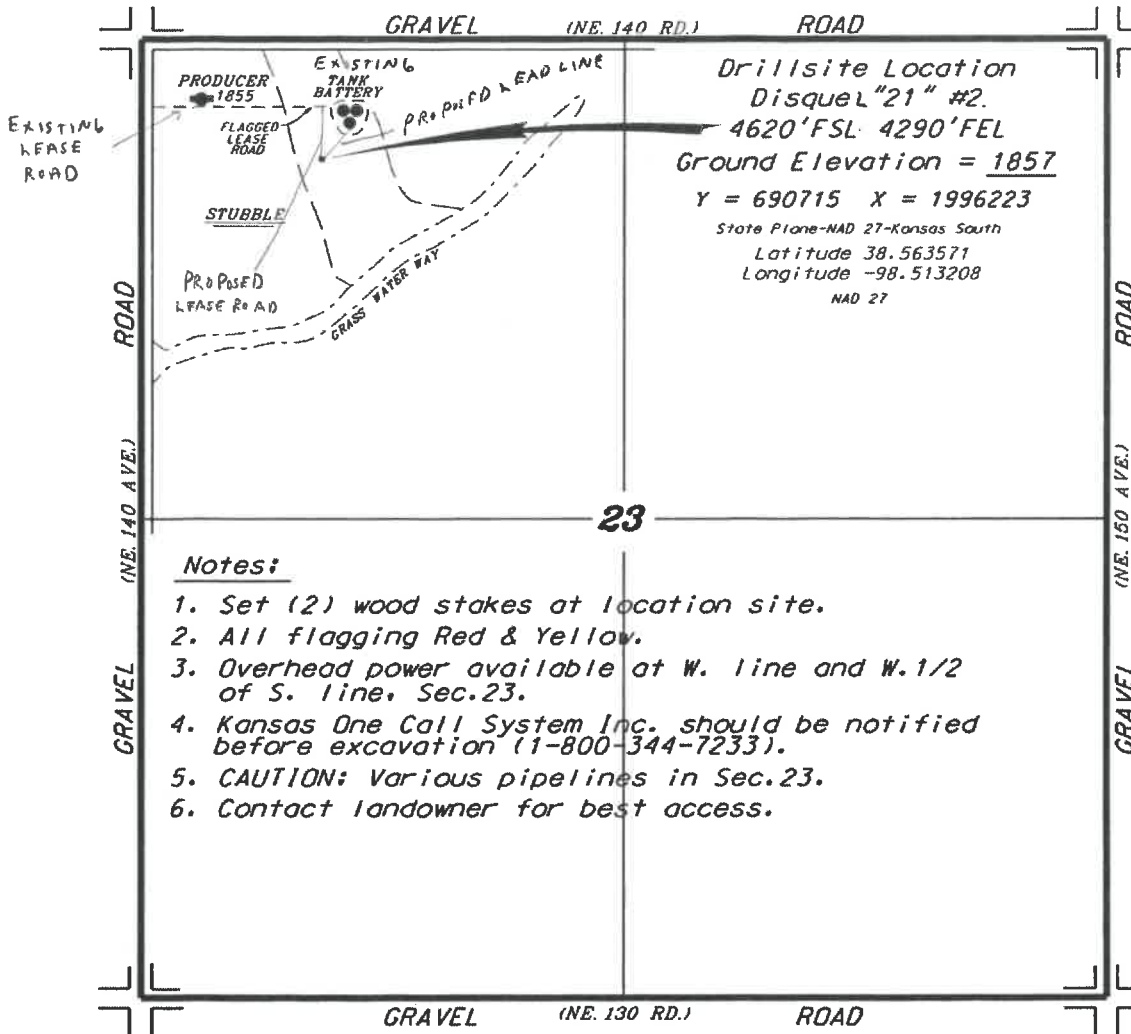 GRAVEL (NE. 140 RD.) ROAD
EXISTING
LEASE
ROAD
PRODUCER
1855
FLAGGED
LEASE
ROAD
EXISTING
TANK
BATTERY
PROPOSED LEAD LINE
STUBBLE
PROPOSED
LEASE ROAD
GRASS WATER WAY
Drillsite Location
Disquel "21" #2.
4620'FSL 4290'FEL
Ground Elevation = 1857
Y = 690715 X = 1996223
State Plane-NAD 27-Kansas South
Latitude 38.563571
Longitude -98.513208
NAD 27
GRAVEL (NE. 140 AVE.) ROAD
GRAVEL (NE. 150 AVE.) ROAD
23
Notes:
1. Set (2) wood stakes at location site.
2. All flagging Red & Yellow.
3. Overhead power available at W. line and W.1/2
of S. line, Sec.23.
4. Kansas One Call System Inc. should be notified
before excavation (1-800-344-7233).
5. CAUTION: Various pipelines in Sec.23.
6. Contact landowner for best access.
GRAVEL (NE. 130 RD.) ROAD